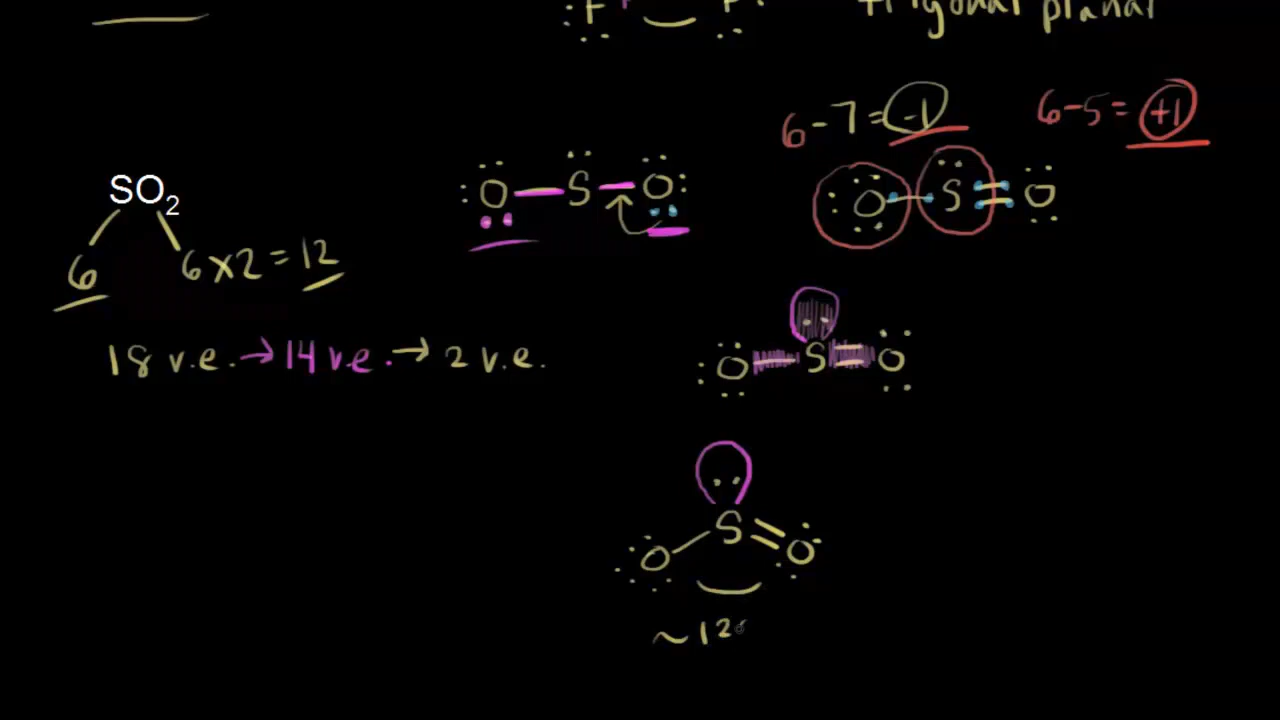 :F F:
trigonal planar
6-7=-1 6-5=+1
SO2
:O-S-O: :O-S=O
6 6x2=12
18 v.e. → 14 v.e. → 2 v.e.
:O-S=O
S
O O
~12